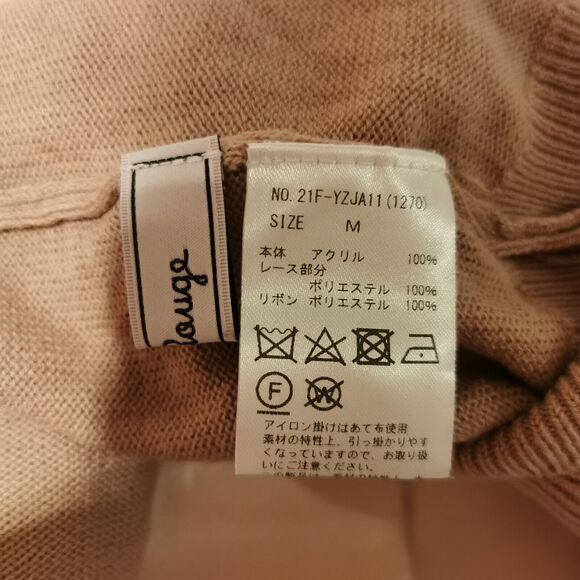 Rouge
NO. 21F-YZJA11(1270)
SIZE M
本体 アクリル 100%
レース部分
ポリエステル 100%
リボン ポリエステル 100%
F
W
アイロン掛けはあて布使用
素材の特性上、引っ掛かりやす
くなっていますので、お取り扱
いにご注意ください。